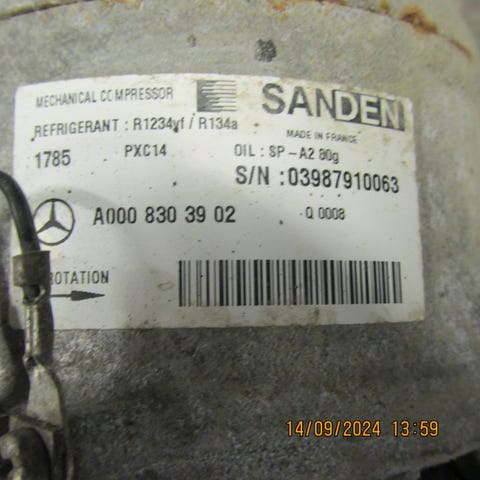 MECHANICAL COMPRESSOR
SANDEN
REFRIGERANT : R1234yf / R134a
MADE IN FRANCE
1785 PXC14 OIL : SP-A2 80g
S/N : 03987910063
A000 830 39 02 Q 0008
ROTATION
14/09/2024 13:59